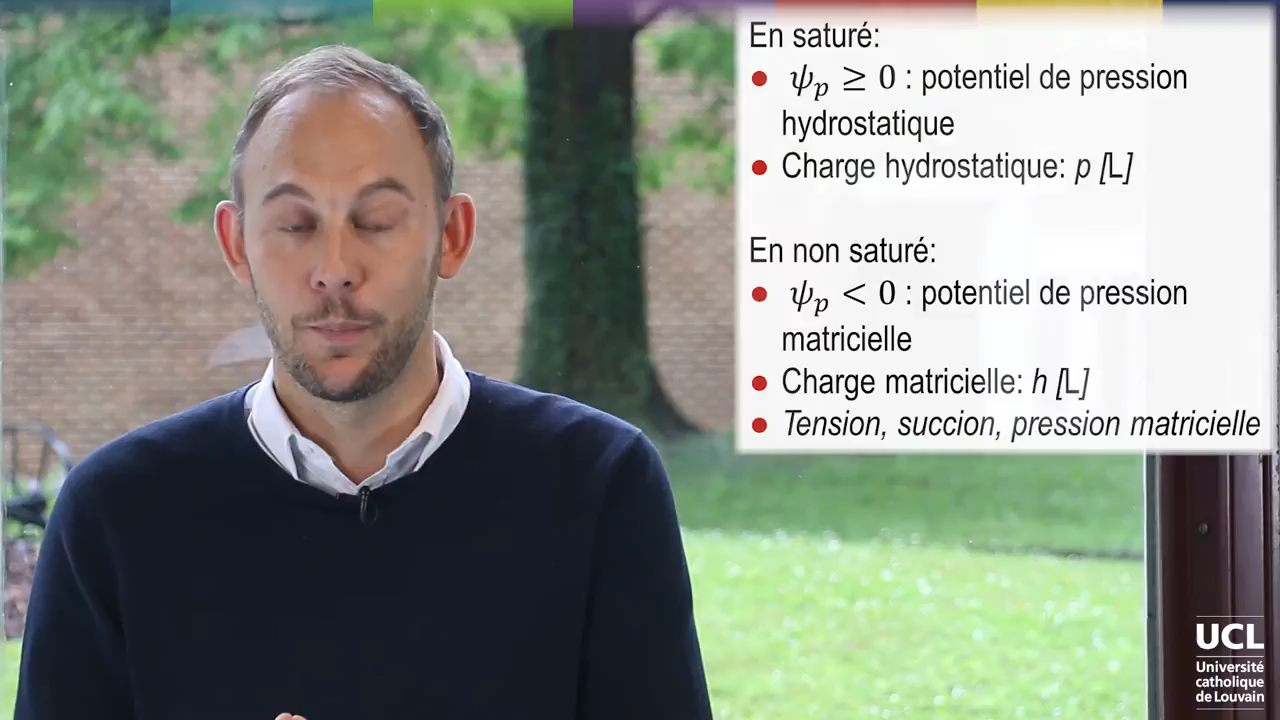 En saturé:
• ψₚ ≥ 0 : potentiel de pression
hydrostatique
• Charge hydrostatique: p [L]
En non saturé:
• ψₚ < 0 : potentiel de pression
matricielle
• Charge matricielle: h [L]
• Tension, succion, pression matricielle
UCL
Université
catholique
de Louvain